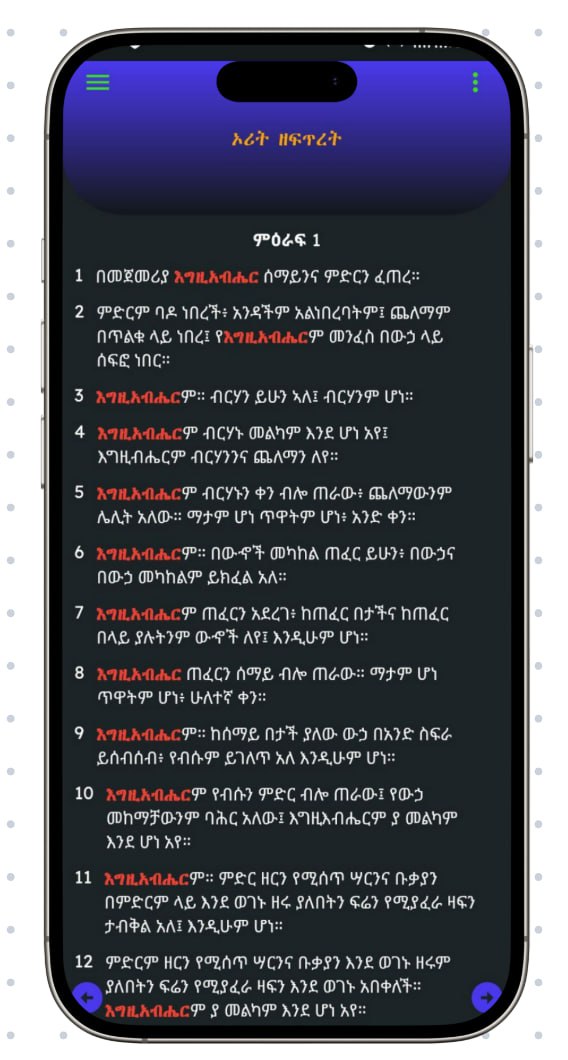 ኦሪት ዘፍጥረት
ምዕራፍ 1
1 በመጀመሪያ እግዚአብሔር ሰማይንና ምድርን ፈጠረ።
2 ምድርም ባዶ ነበረች፥ አንዳችም አልነበረባትም፤ ጨለማም
በጥልቁ ላይ ነበረ፤ የእግዚአብሔርም መንፈስ በውኃ ላይ
ሰፍፎ ነበር።
3 እግዚአብሔርም። ብርሃን ይሁን ኣለ፤ ብርሃንም ሆነ።
4 እግዚአብሔርም ብርሃኑ መልካም እንደ ሆነ አየ፤
እግዚብሔርም ብርሃንንና ጨለማን ለየ።
5 እግዚአብሔርም ብርሃኑን ቀን ብሎ ጠራው፥ ጨለማውንም
ሌሊት አለው። ማታም ሆነ ጥዋትም ሆነ፥ አንድ ቀን።
6 እግዚአብሔርም። በውኆች መካከል ጠፈር ይሁን፥ በውኃና
በውኃ መካከልም ይክፈል አለ።
7 እግዚአብሔርም ጠፈርን አደረገ፥ ከጠፈር በታችና ከጠፈር
በላይ ያሉትንም ውኆች ለየ፤ እንዲሁም ሆነ።
8 እግዚአብሔር ጠፈርን ሰማይ ብሎ ጠራው። ማታም ሆነ
ጥዋትም ሆነ፥ ሁለተኛ ቀን።
9 እግዚአብሔርም። ከሰማይ በታች ያለው ውኃ በአንድ ስፍራ
ይሰብሰብ፥ የብሱም ይገለጥ አለ እንዲሁም ሆነ።
10 እግዚአብሔርም የብሱን ምድር ብሎ ጠራው፤ የውኃ
መከማቻውንም ባሕር አለው፤ እግዚእብሔርም ያ መልካም
እንደ ሆነ አየ።
11 እግዚአብሔርም። ምድር ዘርን የሚሰጥ ሣርንና ቡቃያን
በምድርም ላይ እንደ ወገኑ ዘሩ ያለበትን ፍሬን የሚያፈራ ዛፍን
ታብቅል አለ፤ እንዲሁም ሆነ።
12 ምድርም ዘርን የሚሰጥ ሣርንና ቡቃያን እንደ ወገኑ ዘሩም
ያለበትን ፍሬን የሚያፈራ ዛፍን እንደ ወገኑ አበቀለች።
እግዚአብሔርም ያ መልካም እንደ ሆነ አየ።